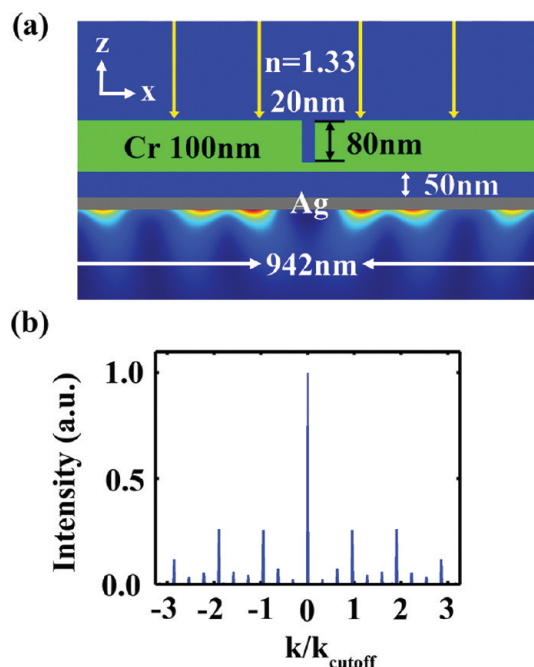 (a)
z
x
n=1.33
20nm
Cr 100nm
80nm
50nm
Ag
942nm
(b)
Intensity (a.u.)
1.0
0.5
0.0
-3 -2 -1 0 1 2 3
k/kcutoff